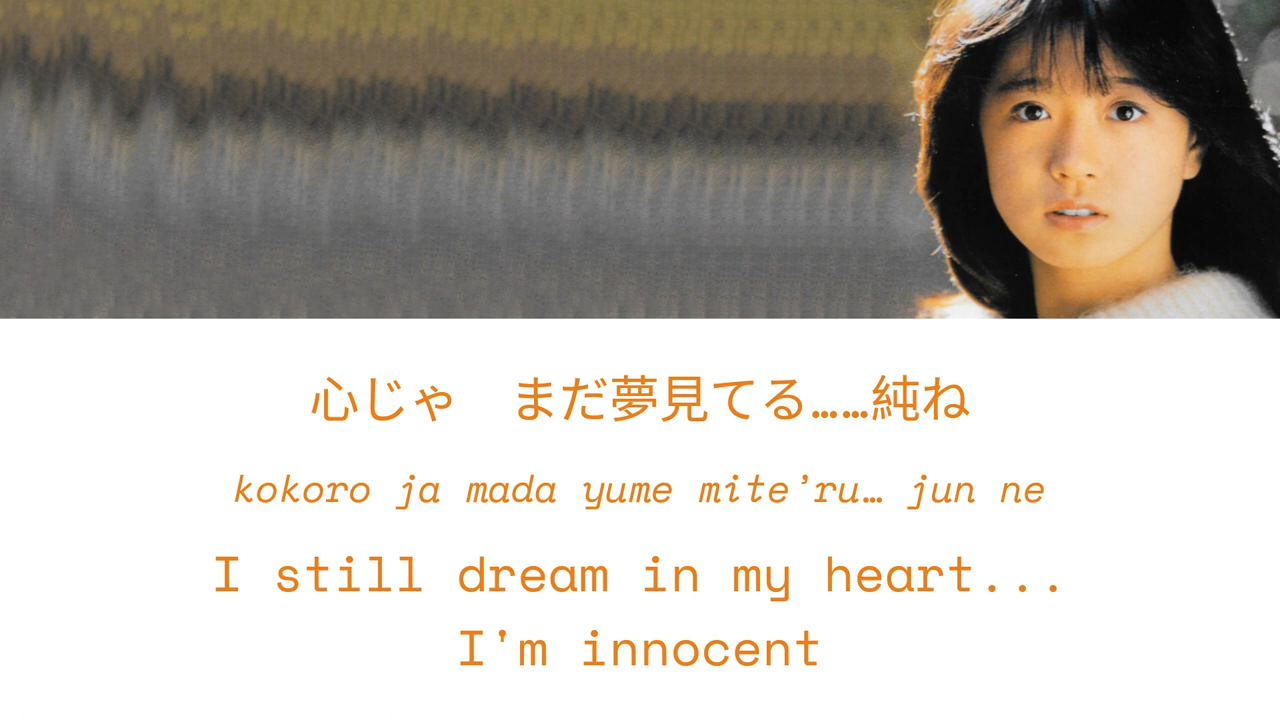 心じゃ　まだ夢見てる……純ね
kokoro ja mada yume mite’ru… jun ne
I still dream in my heart...
I'm innocent